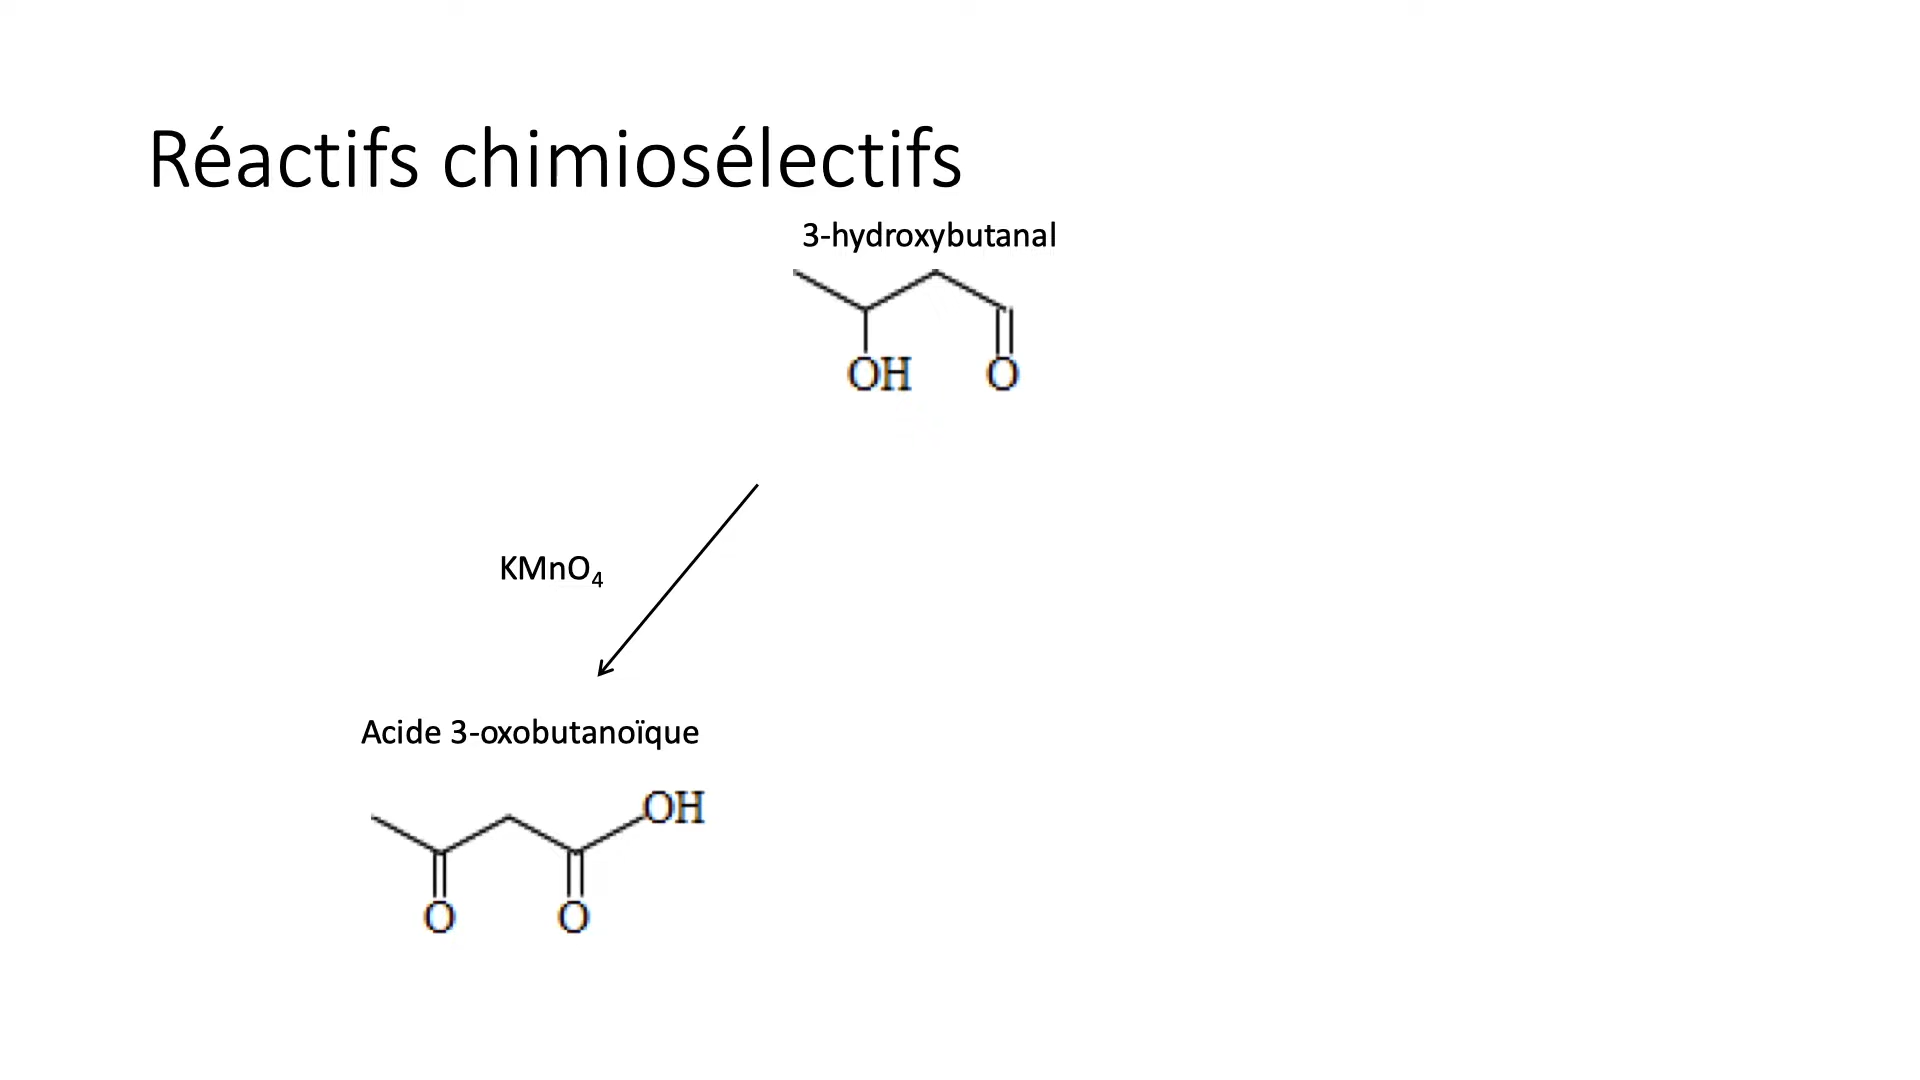 Réactifs chimiosélectifs
3-hydroxybutanal
OH O
KMnO₄
Acide 3-oxobutanoïque
OH
O O